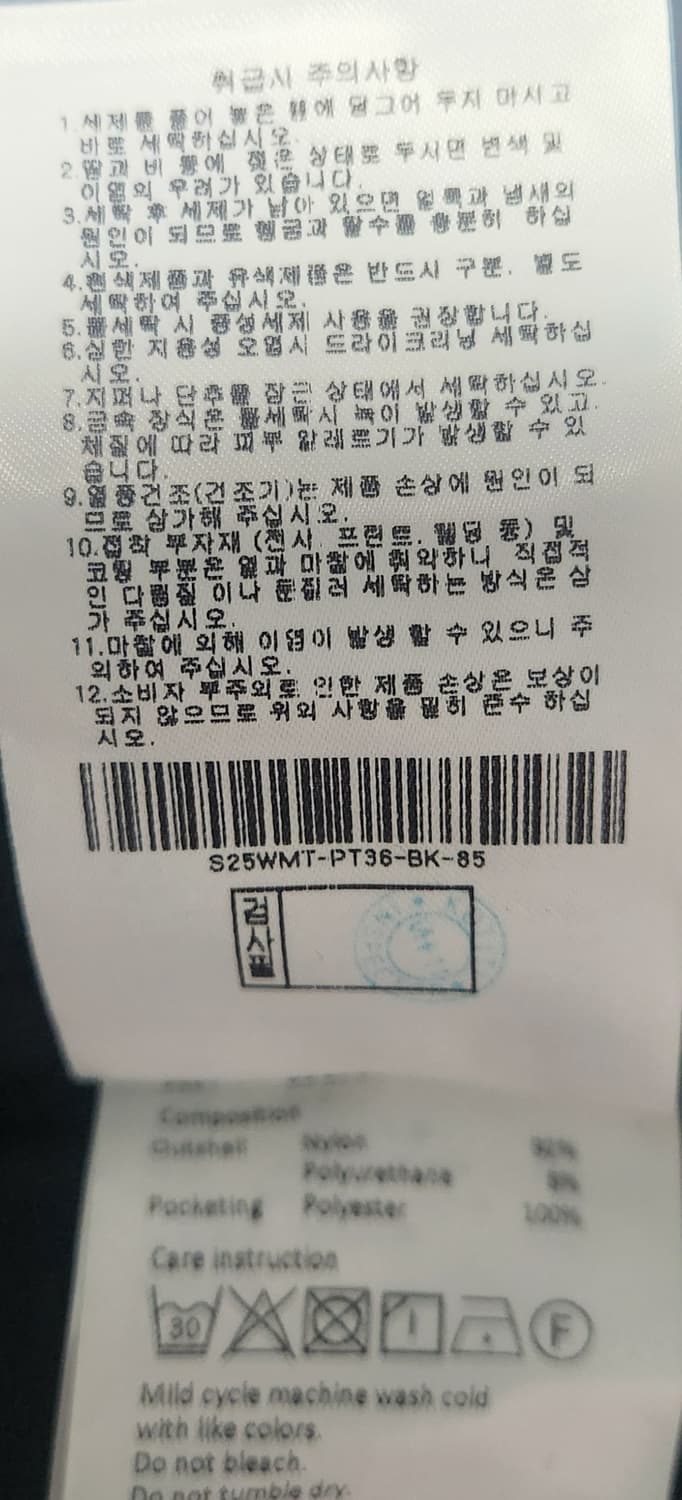 취급시 주의사항
1.세제를 풀어 놓은 물에 담그어 두지 마시고
바로 세탁하십시오.
2.땀과 비 등에 젖은 상태로 두시면 변색 및
이염의 우려가 있습니다.
3.세탁 후 세제가 남아 있으면 얼룩과 냄새의
원인이 되므로 헹굼과 탈수를 충분히 하십
시오.
4.흰색제품과 유색제품은 반드시 구분, 별도
세탁하여 주십시오.
5.물세탁 시 중성세제 사용을 권장합니다.
6.심한 지용성 오염시 드라이크리닝 세탁하십
시오.
7.지퍼나 단추를 잠근 상태에서 세탁하십시오.
8.금속 장식은 물세탁시 녹이 발생할 수 있고,
체질에 따라 피부 알레르기가 발생할 수 있
습니다.
9.열풍건조(건조기)는 제품 손상에 원인이 되
므로 삼가해 주십시오.
10.접착 부자재 (전사, 프린트, 웰딩 등) 및
코팅 부분은 열과 마찰에 취약하니 직접적
인 다림질 이나 문질러 세탁하는 방식은 삼
가 주십시오.
11.마찰에 의해 이염이 발생 할 수 있으니 주
의하여 주십시오.
12.소비자 부주의로 인한 제품 손상은 보상이
되지 않으므로 위의 사항을 필히 준수 하십
시오.
S25WMT-PT36-BK-85
검사필
Composition
Outshell Nylon
Polyurethane
Pocketing Polyester 100%
Care instruction
30 F
Mild cycle machine wash cold
with like colors.
Do not bleach.
Do not tumble dry.